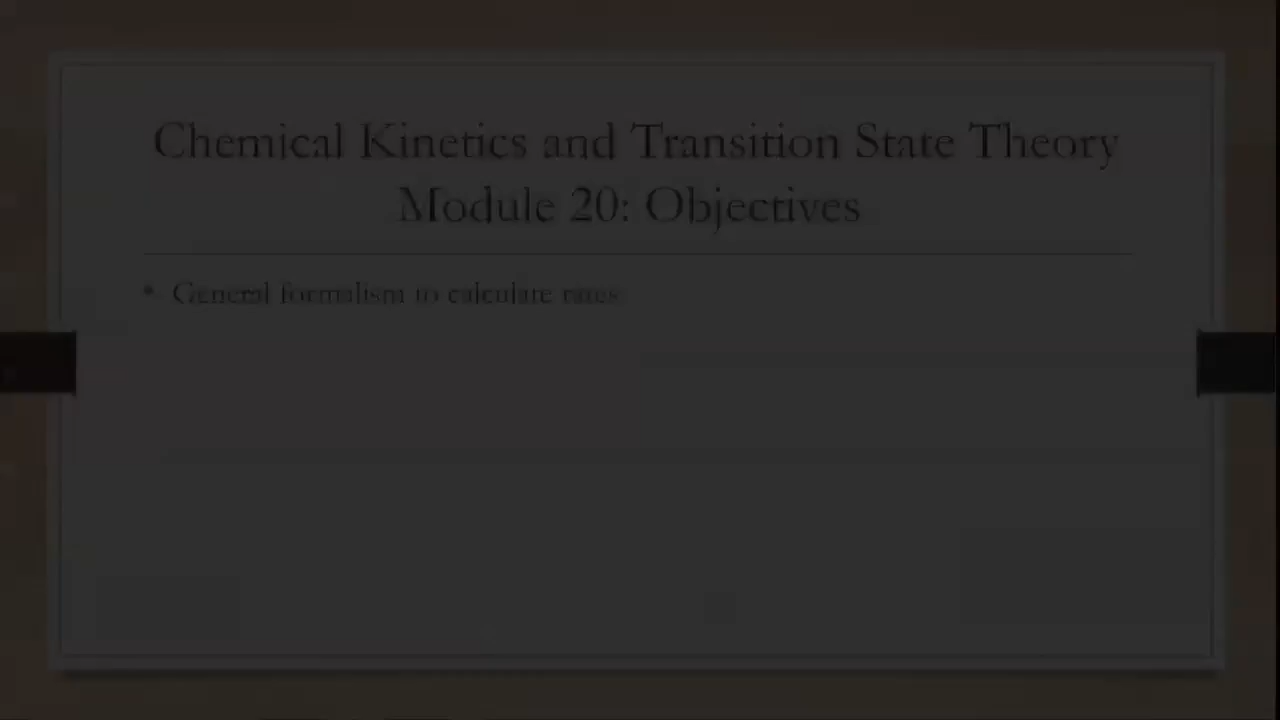 Chemical Kinetics and Transition State Theory
Module 20: Objectives
• General formalism to calculate rates